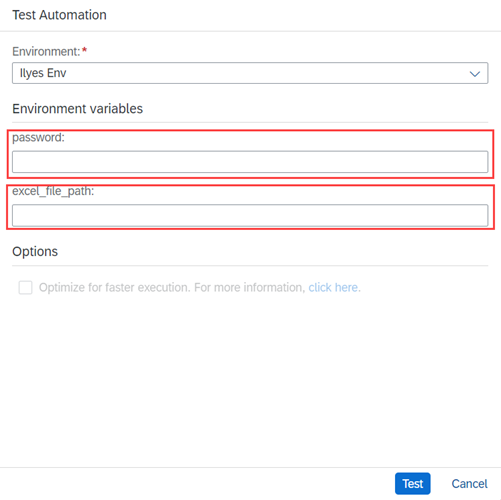 Test Automation
Environment:*
Ilyes Env
Environment variables
password:
excel_file_path:
Options
Optimize for faster execution. For more information, click here.
Test Cancel